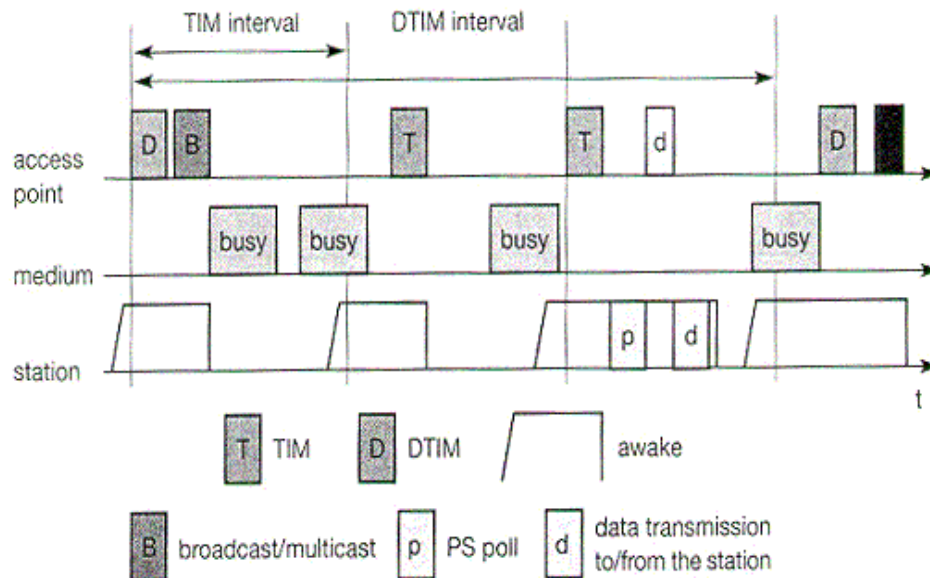 TIM interval DTIM interval
D B T T d D
access
point
busy busy busy busy
medium
p d
station
t
T TIM D DTIM awake
B broadcast/multicast p PS poll d data transmission
to/from the station